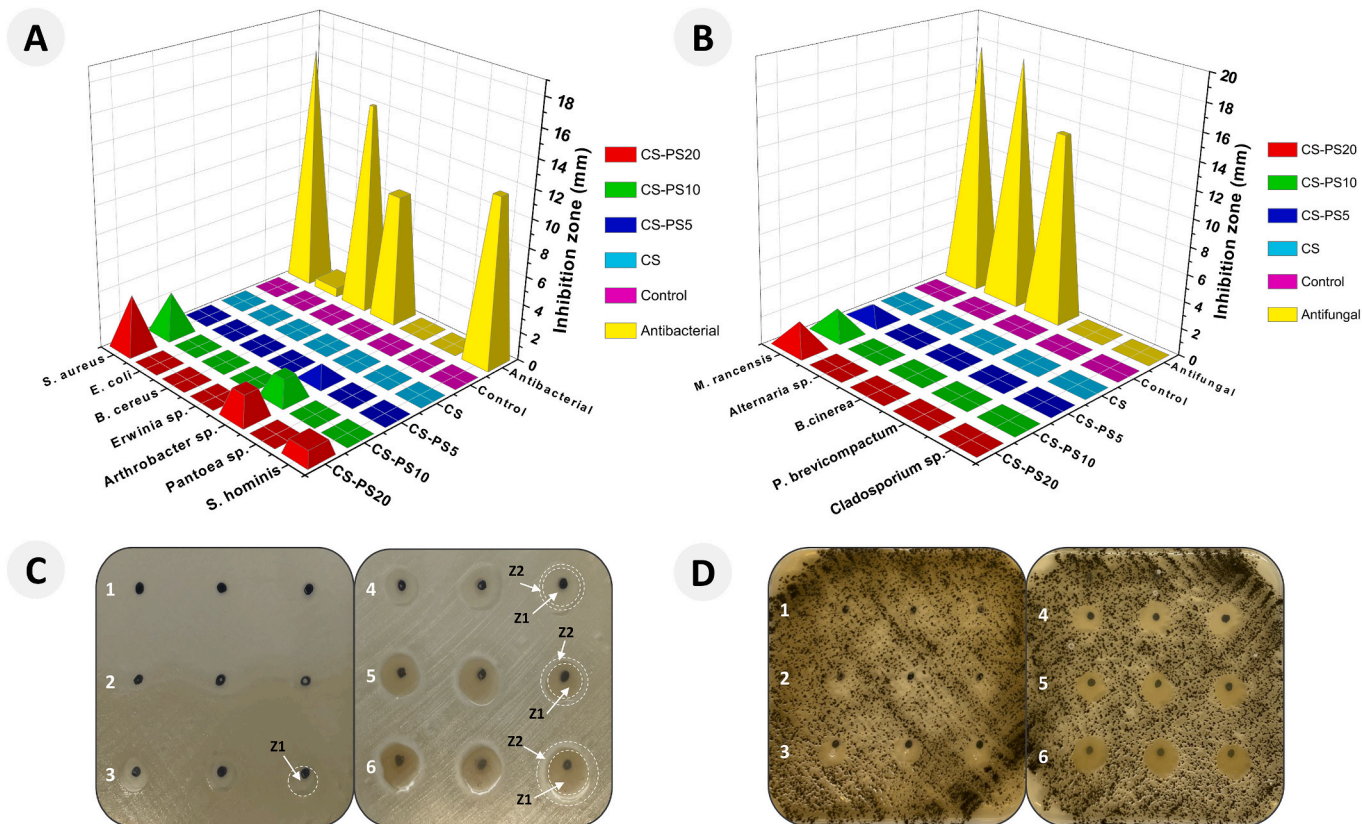 A
18
16
14
12
10
8
6
4
2
0
Inhibition zone (mm)
S. aureus
E. coli
B. cereus
Erwinia sp.
Arthrobacter sp.
Pantoea sp.
S. hominis
CS-PS20
CS-PS10
CS-PS5
CS
Control
Antibacterial
CS-PS20
CS-PS10
CS-PS5
CS
Control
Antibacterial
B
20
18
16
14
12
10
8
6
4
2
0
Inhibition zone (mm)
M. rancensis
Alternaria sp.
B.cinerea
P. brevicompactum
Cladosporium sp.
CS-PS20
CS-PS10
CS-PS5
CS
Control
Antifungal
CS-PS20
CS-PS10
CS-PS5
CS
Control
Antifungal
C
1
2
3
Z1
4
Z2
Z1
5
Z2
Z1
6
Z2
Z1
D
1
2
3
4
5
6